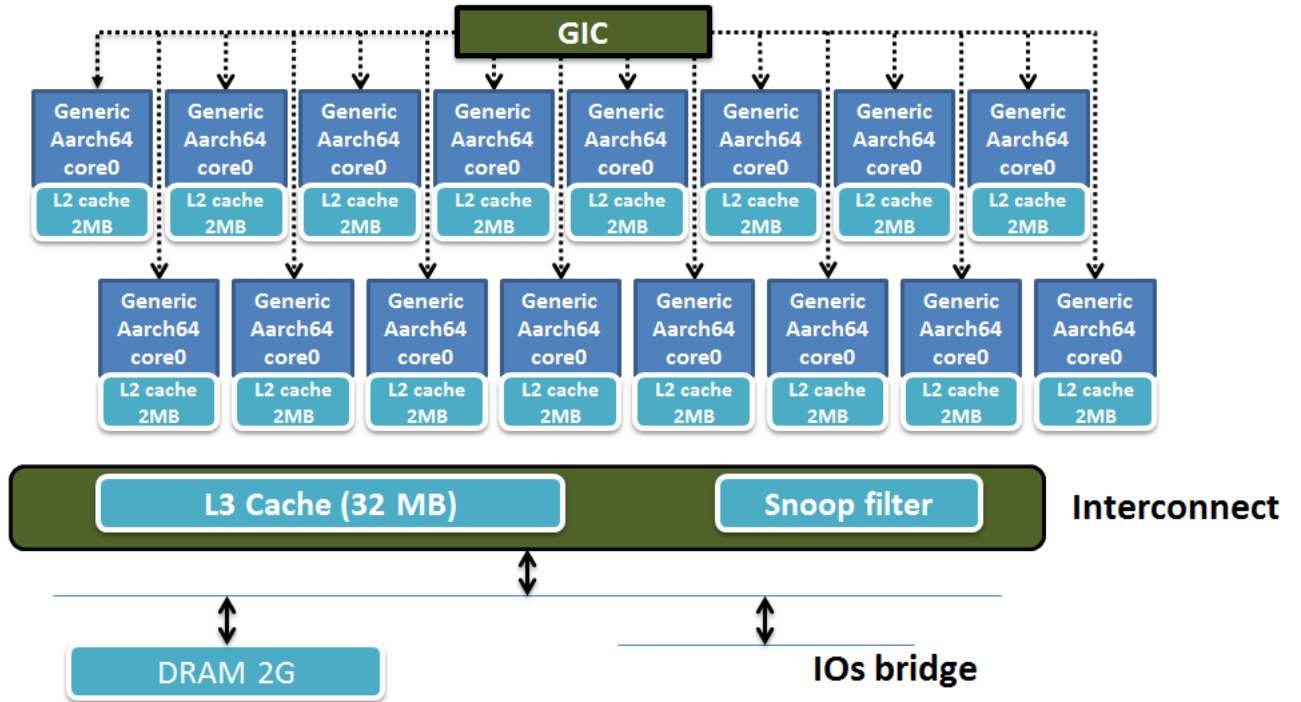 GIC
Generic
Aarch64
core0
L2 cache
2MB
Generic
Aarch64
core0
L2 cache
2MB
Generic
Aarch64
core0
L2 cache
2MB
Generic
Aarch64
core0
L2 cache
2MB
Generic
Aarch64
core0
L2 cache
2MB
Generic
Aarch64
core0
L2 cache
2MB
Generic
Aarch64
core0
L2 cache
2MB
Generic
Aarch64
core0
L2 cache
2MB
Generic
Aarch64
core0
L2 cache
2MB
Generic
Aarch64
core0
L2 cache
2MB
Generic
Aarch64
core0
L2 cache
2MB
Generic
Aarch64
core0
L2 cache
2MB
Generic
Aarch64
core0
L2 cache
2MB
Generic
Aarch64
core0
L2 cache
2MB
Generic
Aarch64
core0
L2 cache
2MB
Generic
Aarch64
core0
L2 cache
2MB
L3 Cache (32 MB)
Snoop filter
Interconnect
DRAM 2G
IOs bridge